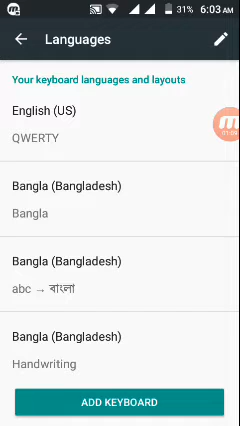 31% 6:03 AM
Languages
Your keyboard languages and layouts
English (US)
QWERTY
Bangla (Bangladesh)
Bangla
Bangla (Bangladesh)
abc → বাংলা
Bangla (Bangladesh)
Handwriting
ADD KEYBOARD